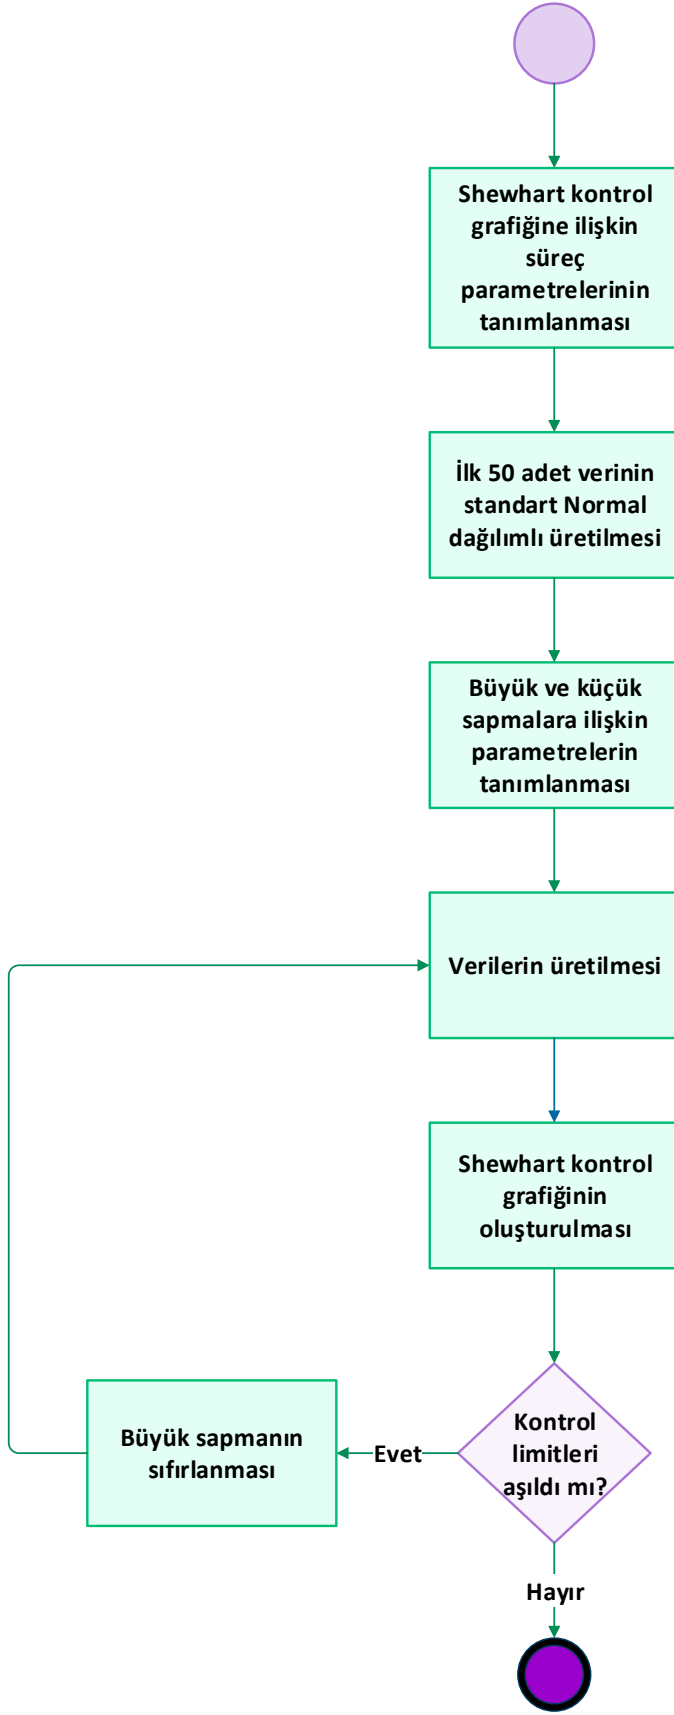 Shewhart kontrol
grafiğine ilişkin
süreç
parametrelerinin
tanımlanması
İlk 50 adet verinin
standart Normal
dağılımlı üretilmesi
Büyük ve küçük
sapmalara ilişkin
parametrelerin
tanımlanması
Verilerin üretilmesi
Shewhart kontrol
grafiğinin
oluşturulması
Kontrol
limitleri
aşıldı mı?
Evet
Büyük sapmanın
sıfırlanması
Hayır